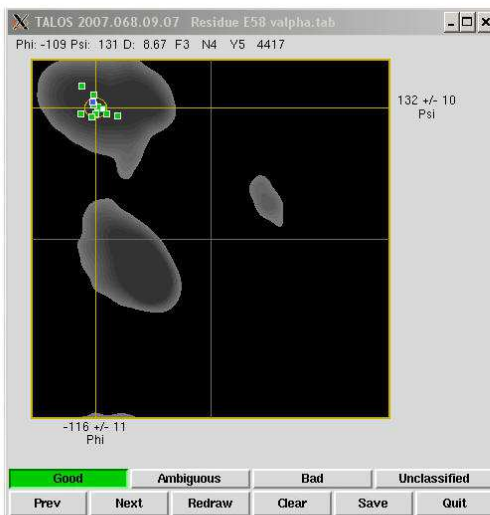 TALOS 2007.068.09.07 Residue E58 valpha.tab
Phi: -109 Psi: 131 D: 8.67 F3 N4 Y5 4417
132 +/- 10
Psi
-116 +/- 11
Phi
Good Ambiguous Bad Unclassified
Prev Next Redraw Clear Save Quit